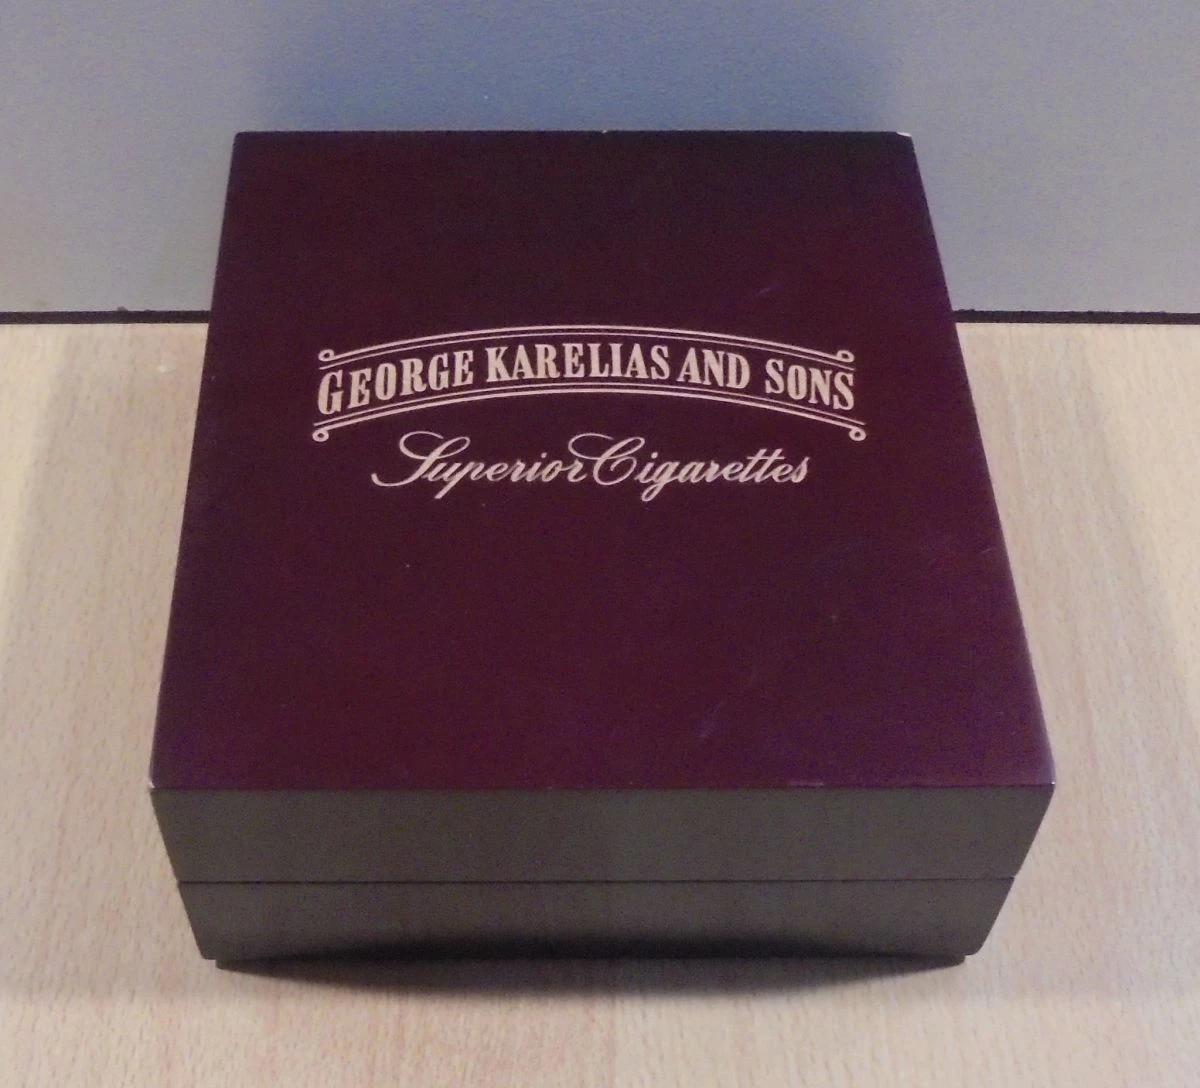 GEORGE KARELIAS AND SONS
Superior Cigarettes